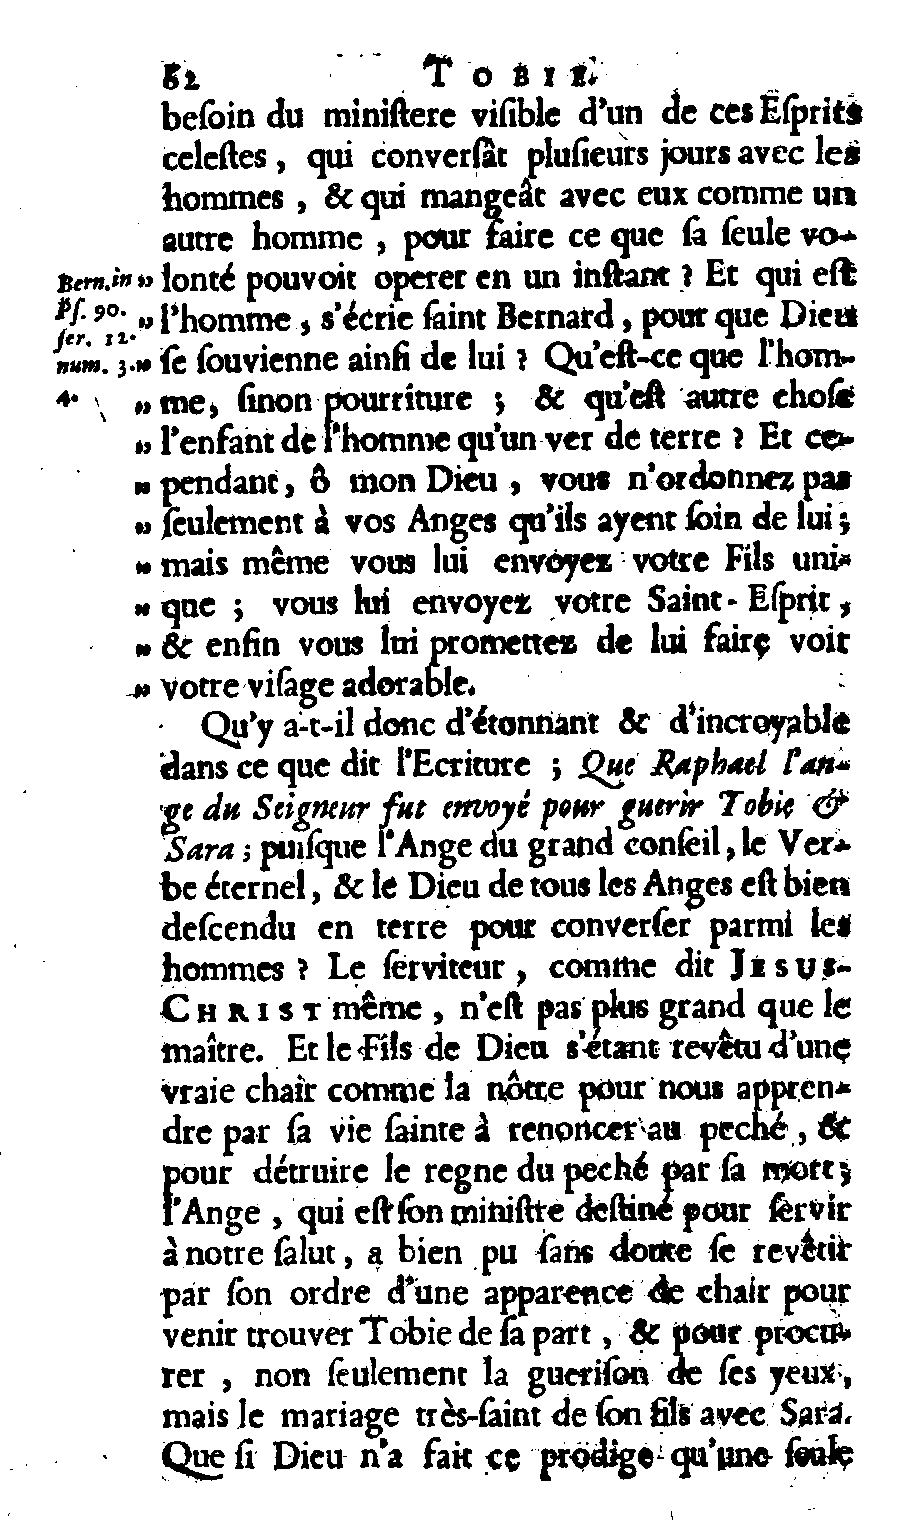 62 TOBIE.
beſoin du miniſtere viſible d'un de ces Eſprits
celeſtes, qui converſât pluſieurs jours avec les
hommes, & qui mangeât avec eux comme un
autre homme, pour faire ce que ſa ſeule vo-
Bern. in » lonté pouvoit operer en un inſtant ? Et qui eſt
Pſ. 90. » l'homme, s'écrie ſaint Bernard, pour que Dieu
ſer. 12.
num. 3. » ſe ſouvienne ainſi de lui ? Qu'eſt-ce que l'hom-
4. » me, ſinon pourriture ; & qu'eſt autre choſe
» l'enfant de l'homme qu'un ver de terre ? Et ce-
» pendant, ô mon Dieu, vous n'ordonnez pas
» ſeulement à vos Anges qu'ils ayent ſoin de lui ;
» mais même vous lui envoyez votre Fils uni-
» que ; vous lui envoyez votre Saint-Eſprit,
» & enfin vous lui promettez de lui faire voir
» votre viſage adorable.
Qu'y a-t-il donc d'étonnant & d'incroyable
dans ce que dit l'Ecriture ; Que Raphael l'an-
ge du Seigneur fut envoyé pour guerir Tobie &
Sara ; puiſque l'Ange du grand conſeil, le Ver-
be éternel, & le Dieu de tous les Anges eſt bien
deſcendu en terre pour converſer parmi les
hommes ? Le ſerviteur, comme dit JESUS-
CHRIST même, n'eſt pas plus grand que le
maître. Et le Fils de Dieu s'étant revêtu d'une
vraie chair comme la nôtre pour nous appren-
dre par ſa vie ſainte à renoncer au peché, &
pour détruire le regne du peché par ſa mort ;
l'Ange, qui eſt ſon miniſtre deſtiné pour ſervir
à notre ſalut, a bien pu ſans doute ſe revêtir
par ſon ordre d'une apparence de chair pour
venir trouver Tobie de ſa part, & pour procu-
rer, non ſeulement la gueriſon de ſes yeux,
mais le mariage très-ſaint de ſon fils avec Sara.
Que ſi Dieu n'a fait ce prodige qu'une ſeule